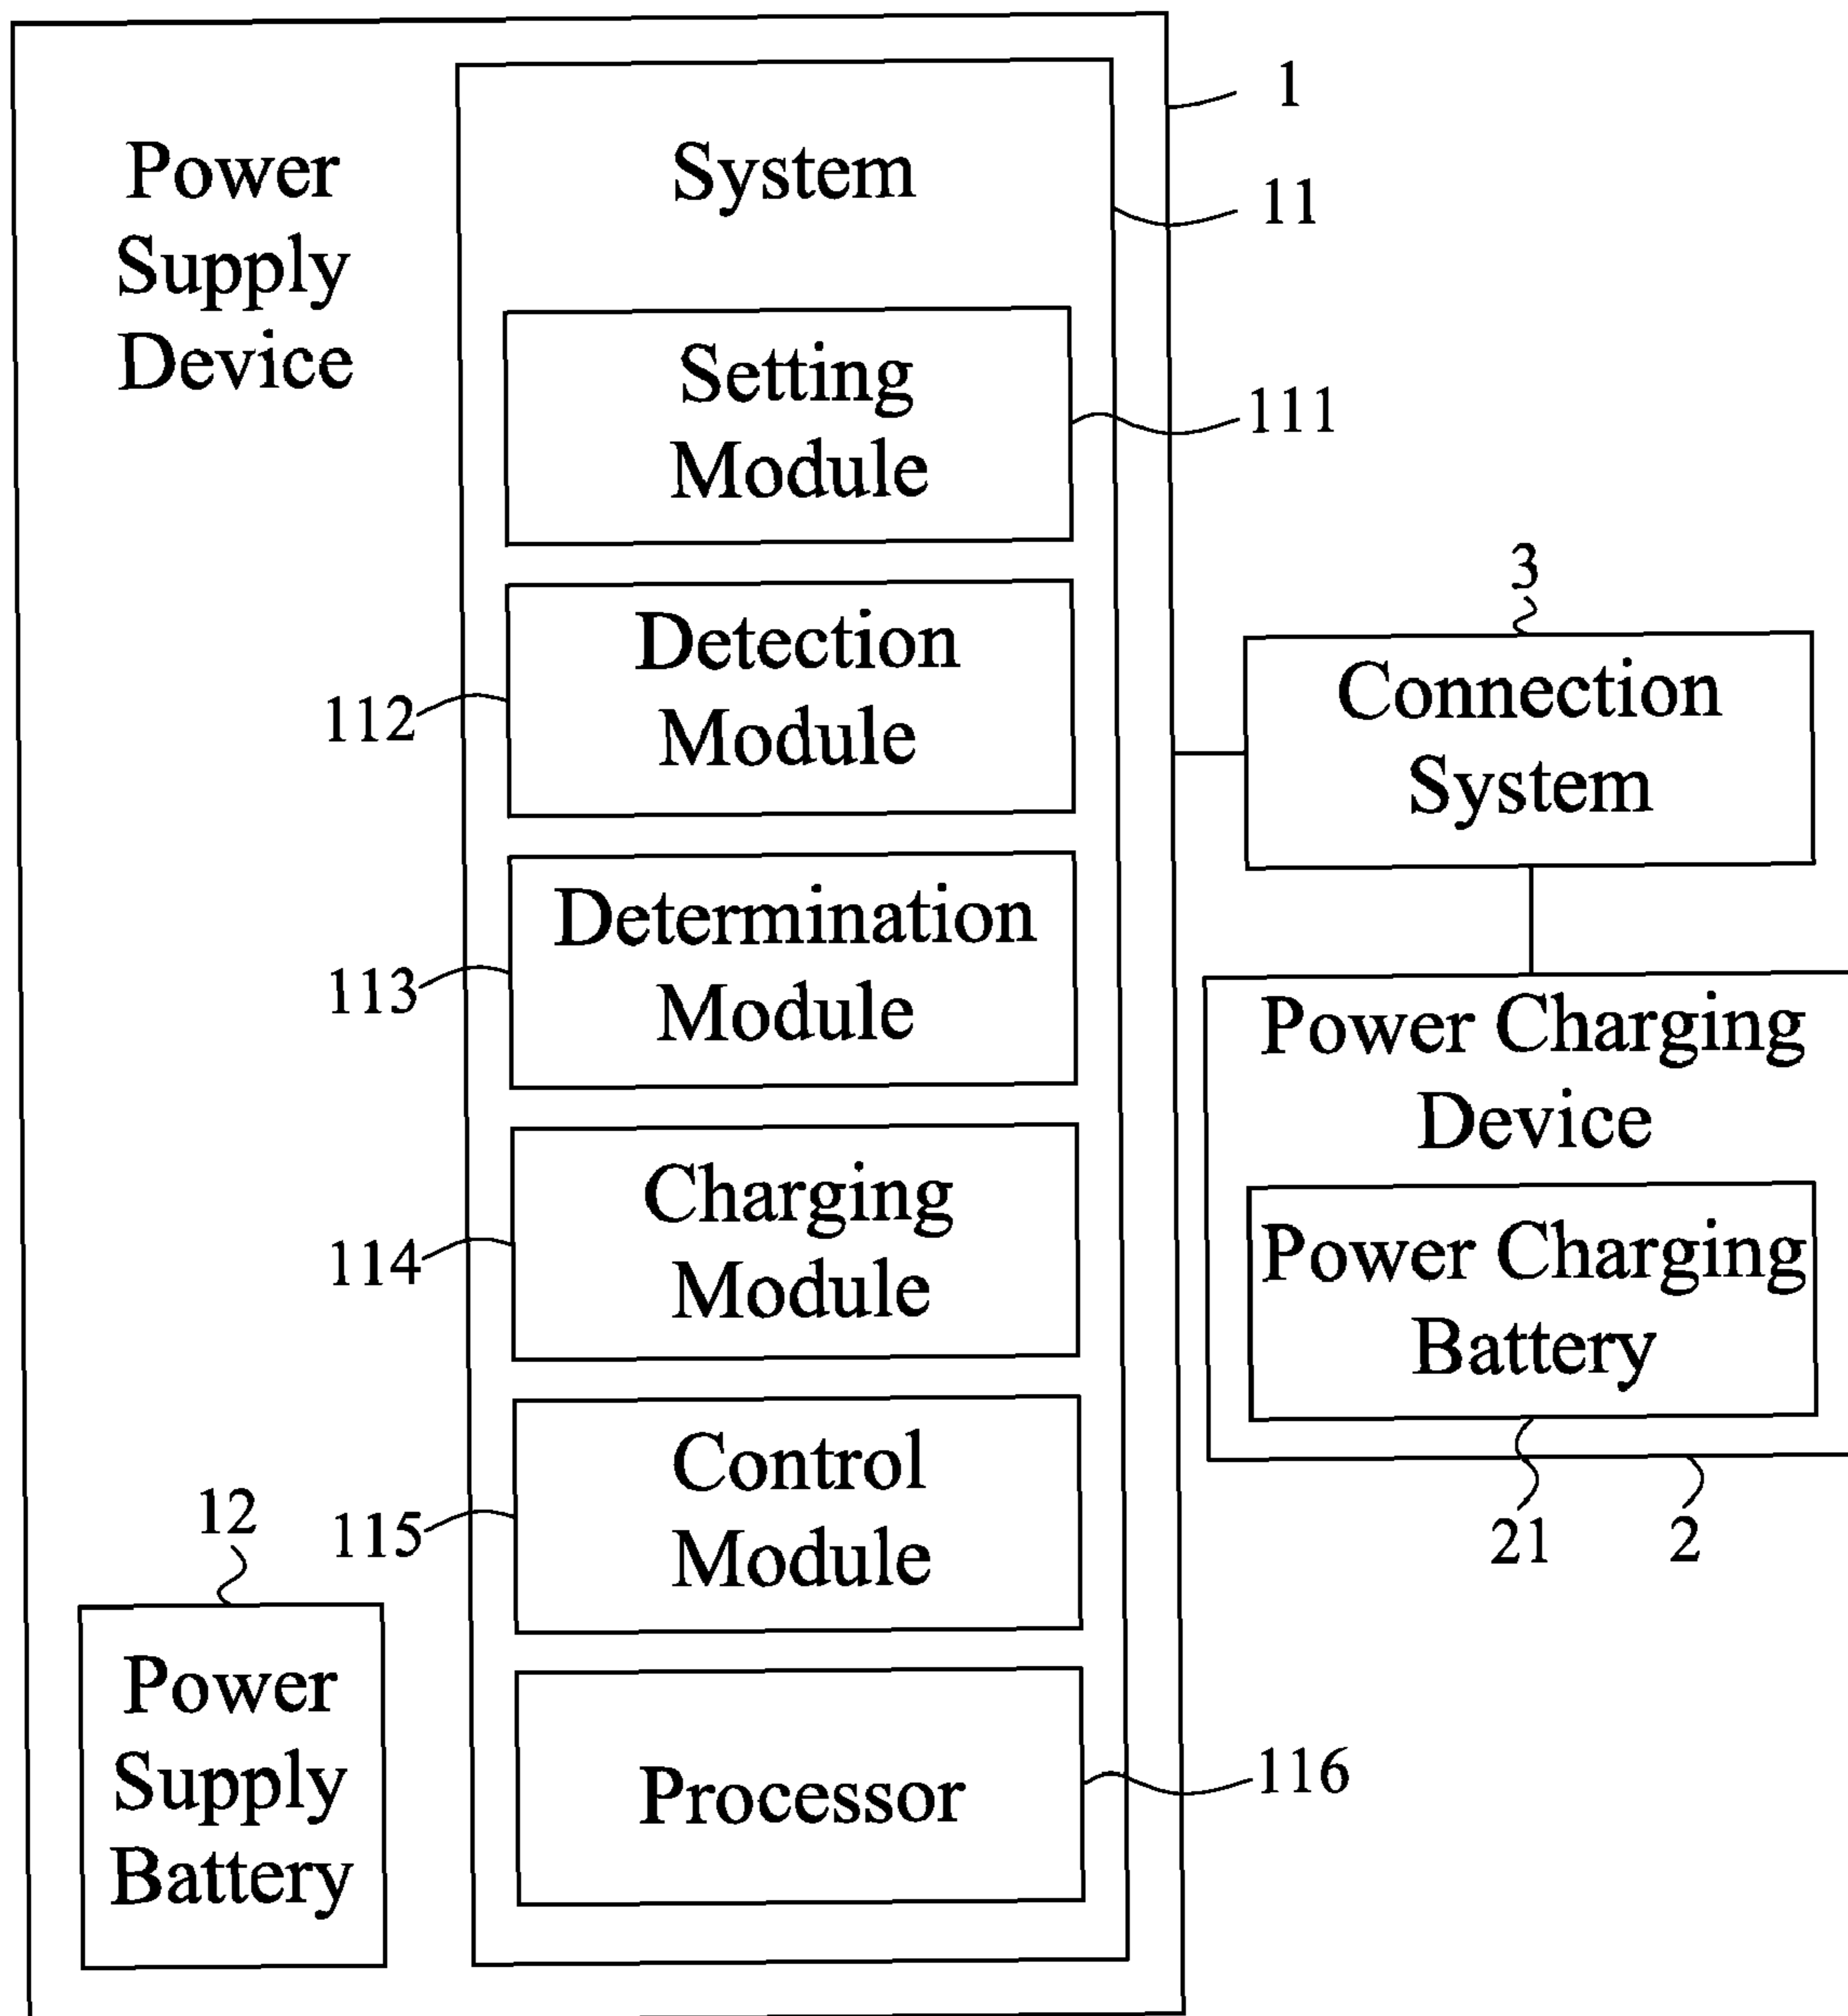 Power
Supply
Device
System
1
11
Setting
Module
111
Detection
Module
112
Determination
Module
113
Charging
Module
114
Control
Module
115
Processor
116
12
Power
Supply
Battery
3
Connection
System
Power Charging
Device
Power Charging
Battery
21
2